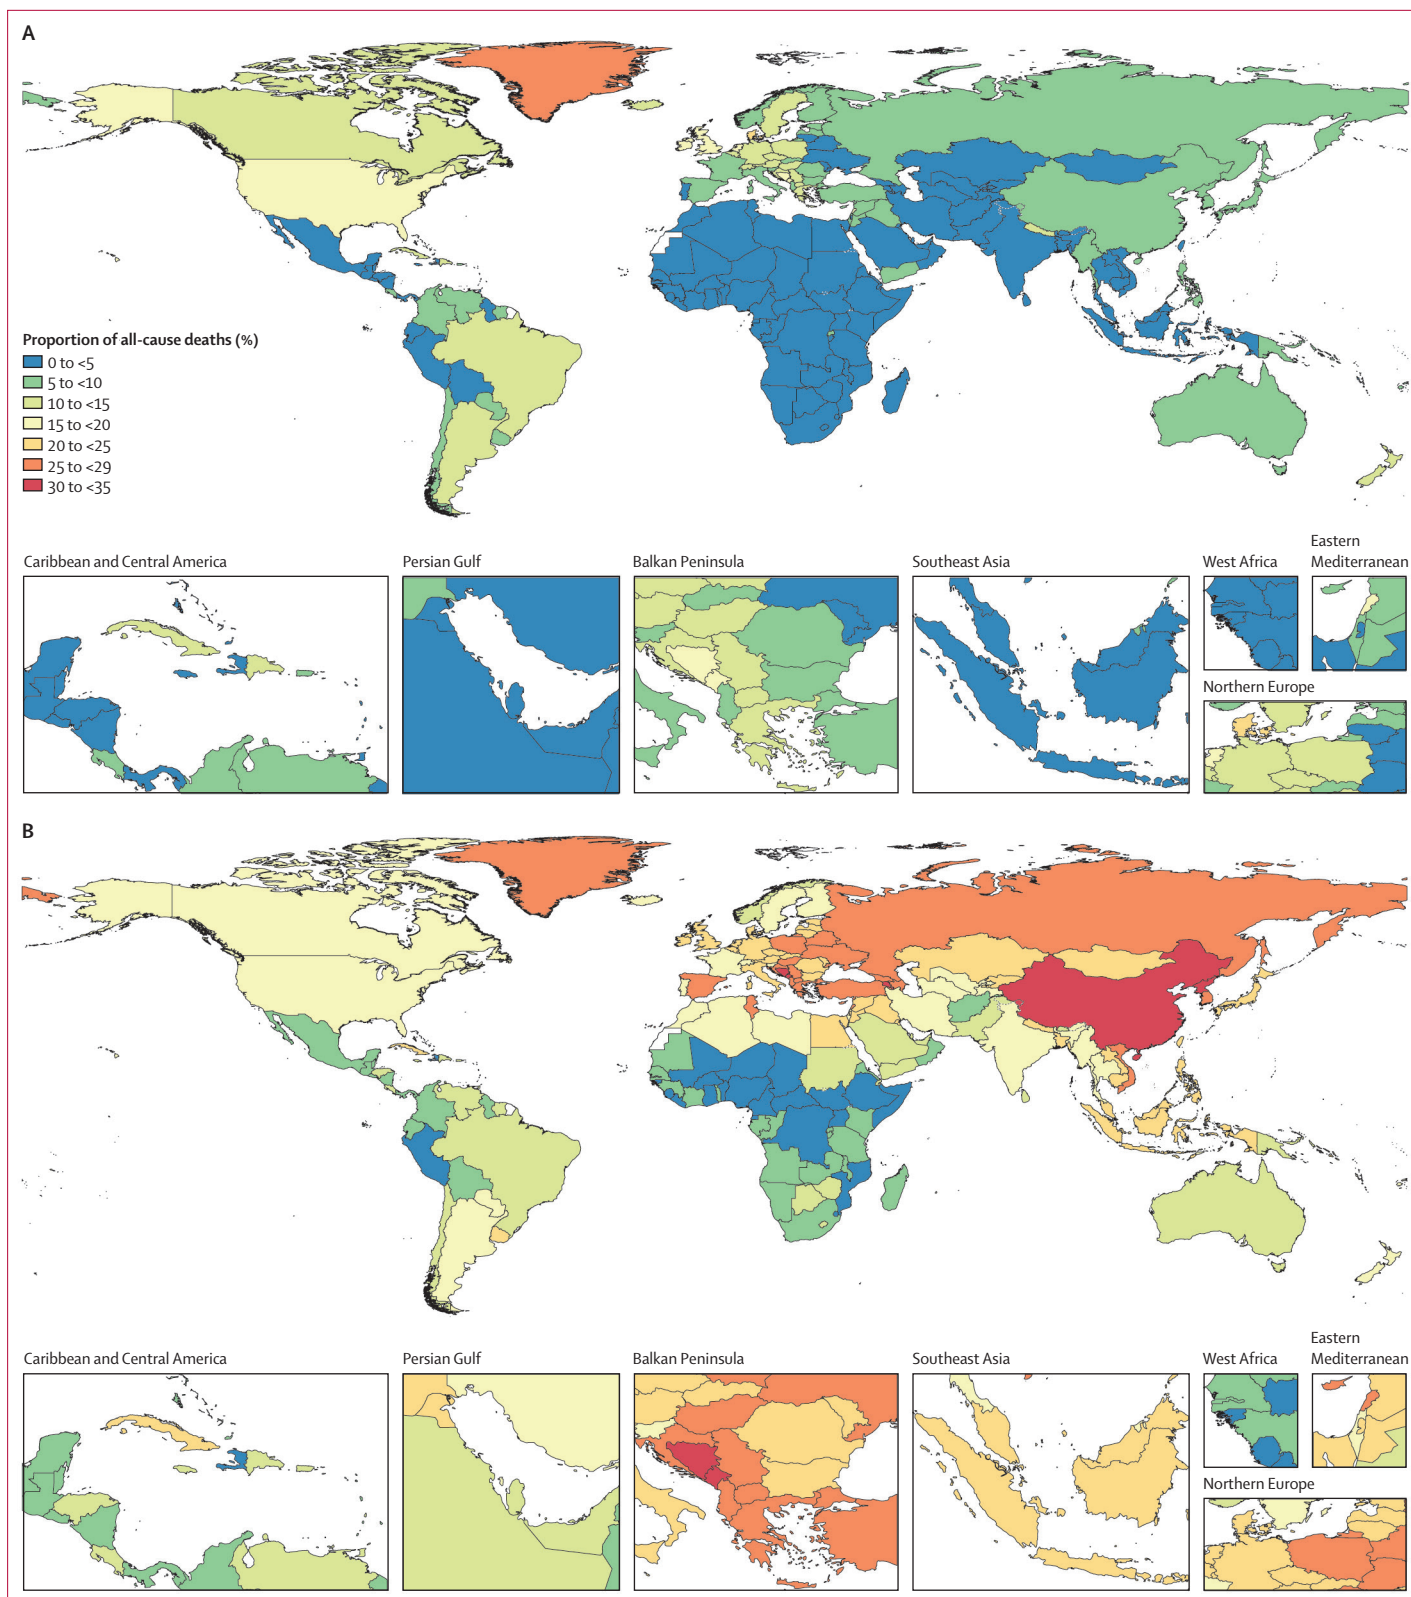 A
Proportion of all-cause deaths (%)
0 to <5
5 to <10
10 to <15
15 to <20
20 to <25
25 to <29
30 to <35
Caribbean and Central America
Persian Gulf
Balkan Peninsula
Southeast Asia
West Africa
Eastern
Mediterranean
Northern Europe
B
Caribbean and Central America
Persian Gulf
Balkan Peninsula
Southeast Asia
West Africa
Eastern
Mediterranean
Northern Europe